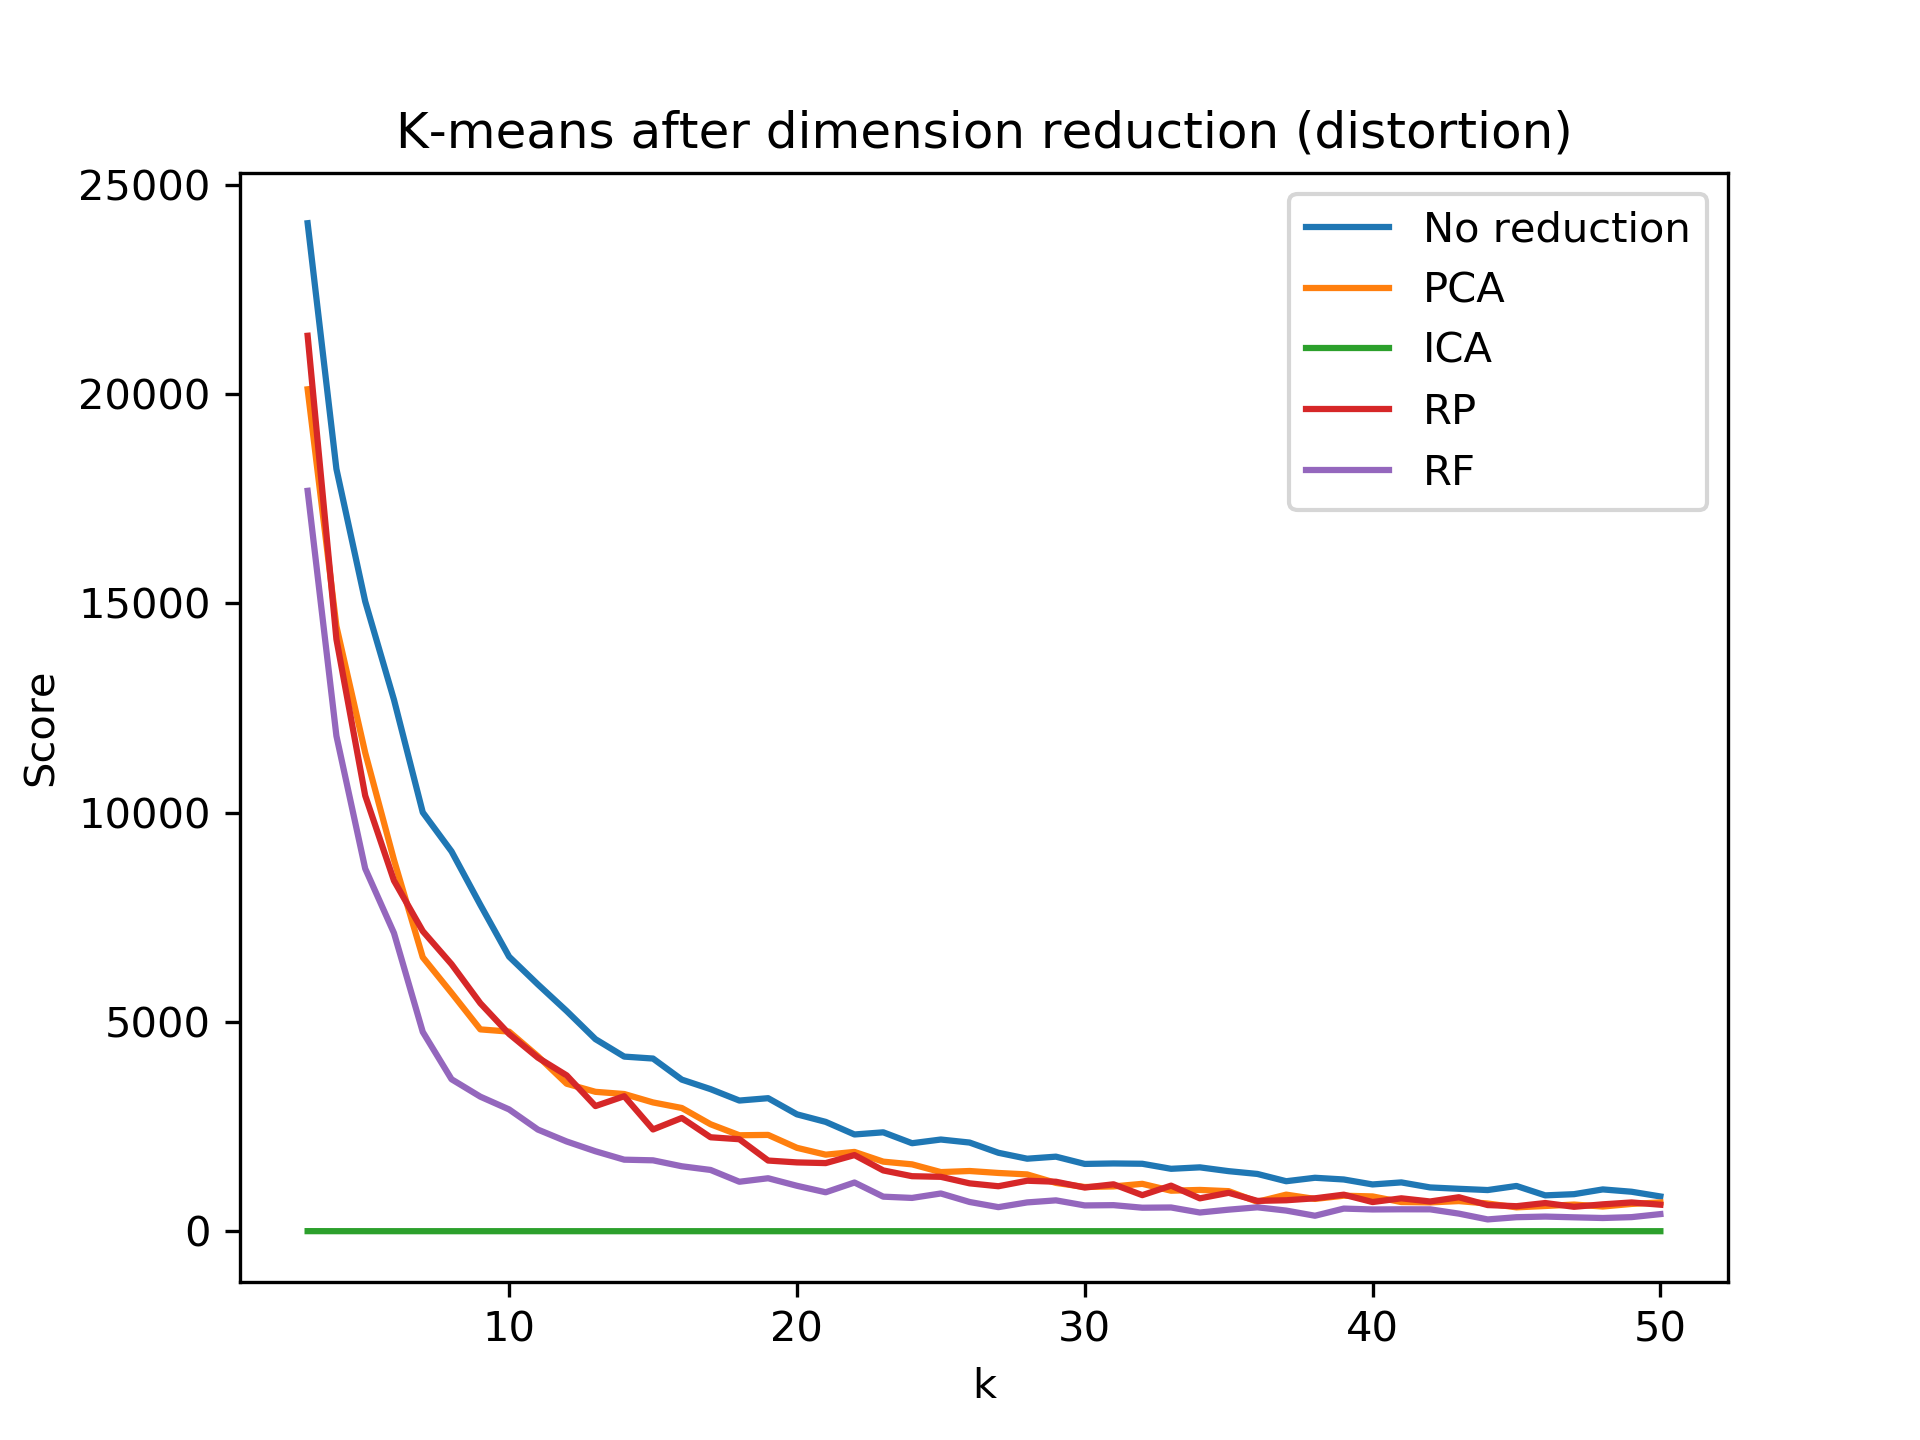 K-means after dimension reduction (distortion)
25000
20000
15000
10000
5000
0
Score
No reduction
PCA
ICA
RP
RF
10 20 30 40 50
k